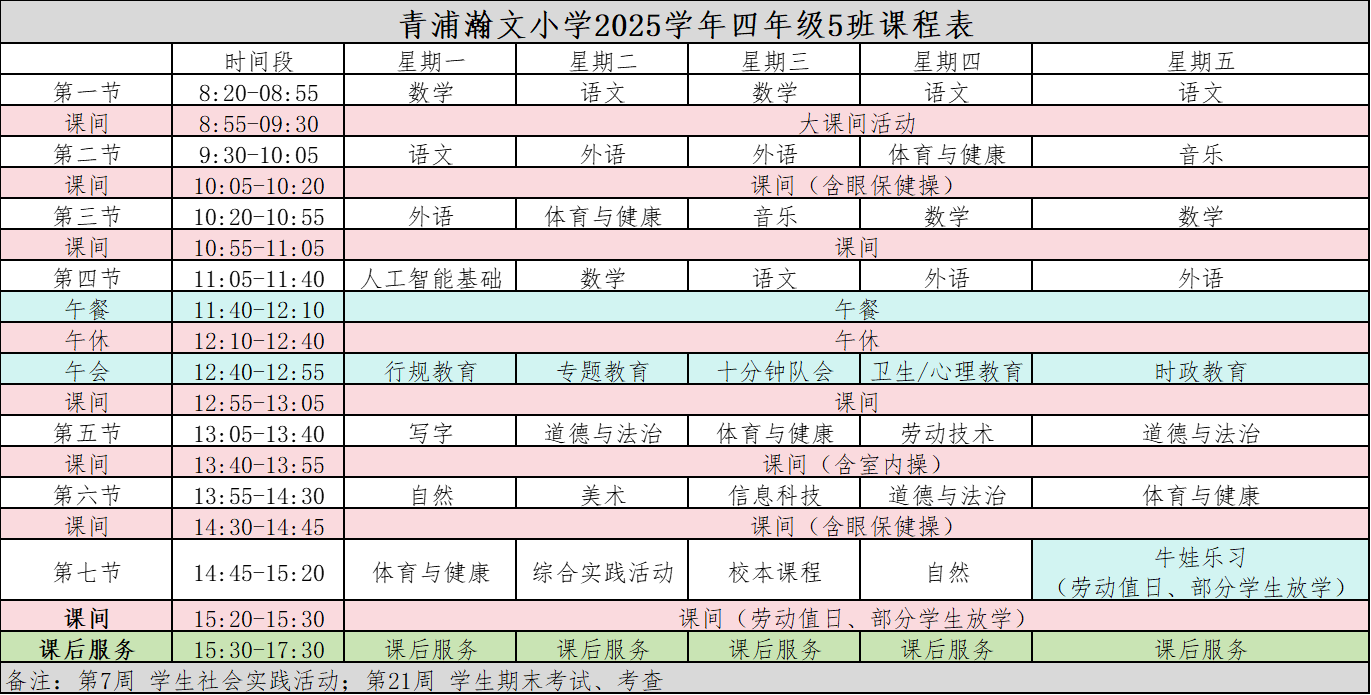 青浦瀚文小学2025学年四年级5班课程表
时间段 星期一 星期二 星期三 星期四 星期五
第一节 8:20-08:55 数学 语文 数学 语文 语文
课间 8:55-09:30 大课间活动
第二节 9:30-10:05 语文 外语 外语 体育与健康 音乐
课间 10:05-10:20 课间（含眼保健操）
第三节 10:20-10:55 外语 体育与健康 音乐 数学 数学
课间 10:55-11:05 课间
第四节 11:05-11:40 人工智能基础 数学 语文 外语 外语
午餐 11:40-12:10 午餐
午休 12:10-12:40 午休
午会 12:40-12:55 行规教育 专题教育 十分钟队会 卫生/心理教育 时政教育
课间 12:55-13:05 课间
第五节 13:05-13:40 写字 道德与法治 体育与健康 劳动技术 道德与法治
课间 13:40-13:55 课间（含室内操）
第六节 13:55-14:30 自然 美术 信息科技 道德与法治 体育与健康
课间 14:30-14:45 课间（含眼保健操）
第七节 14:45-15:20 体育与健康 综合实践活动 校本课程 自然 牛娃乐习
（劳动值日、部分学生放学）
课间 15:20-15:30 课间（劳动值日、部分学生放学）
课后服务 15:30-17:30 课后服务 课后服务 课后服务 课后服务 课后服务
备注：第7周 学生社会实践活动；第21周 学生期末考试、考查